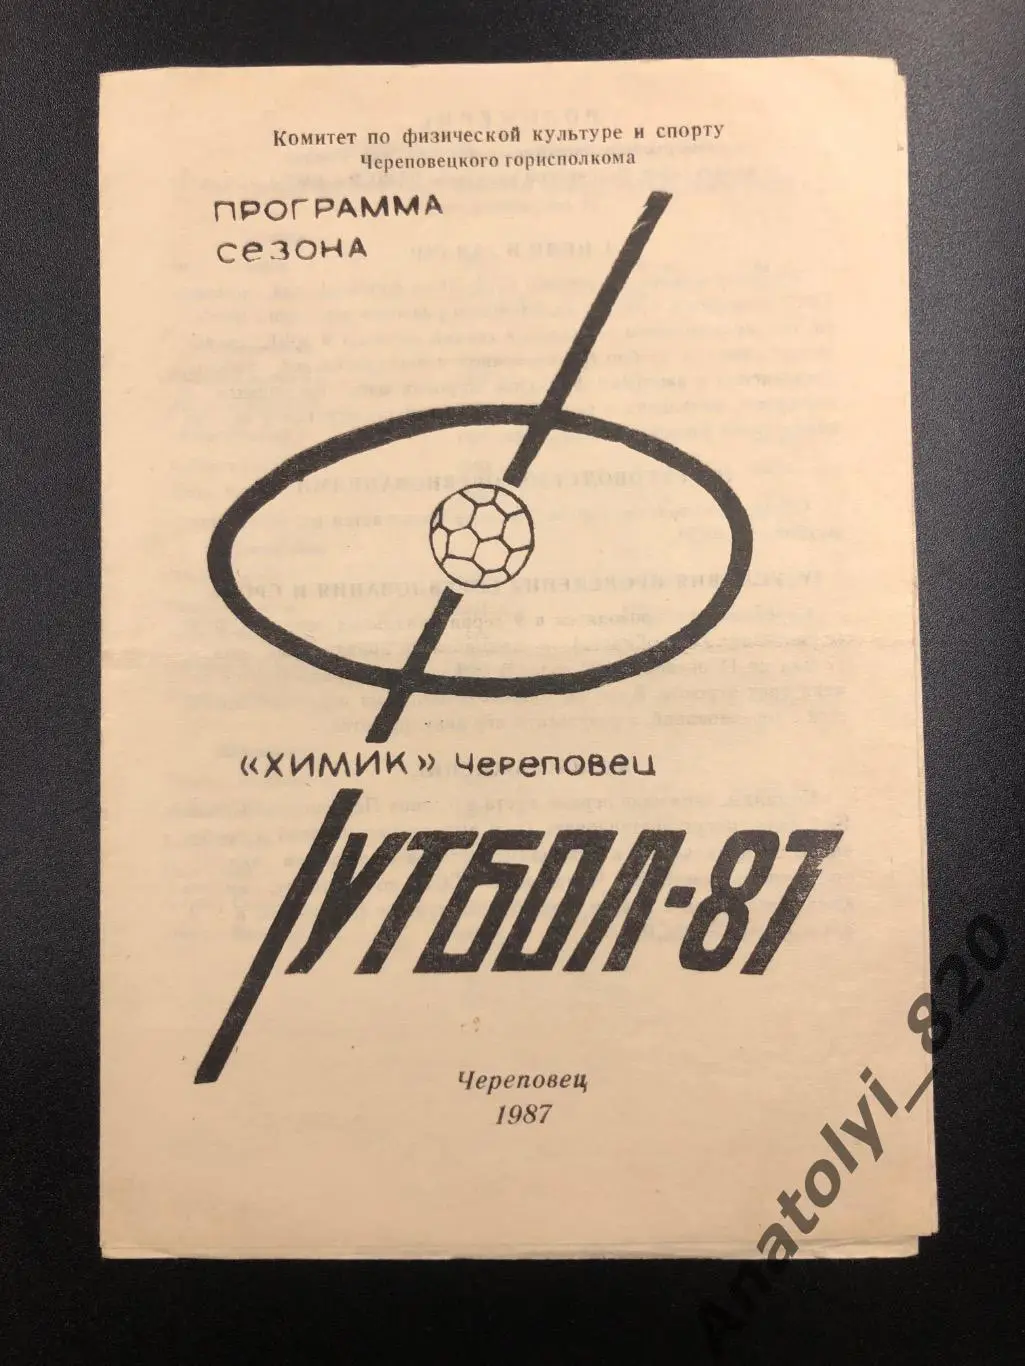 Комитет по физической культуре и спорту
Череповецкого горисполкома
ПРОГРАММА
сезона
«ХИМИК» Череповец
ФУТБОЛ-87
Череповец
1987
Anatolyi_820